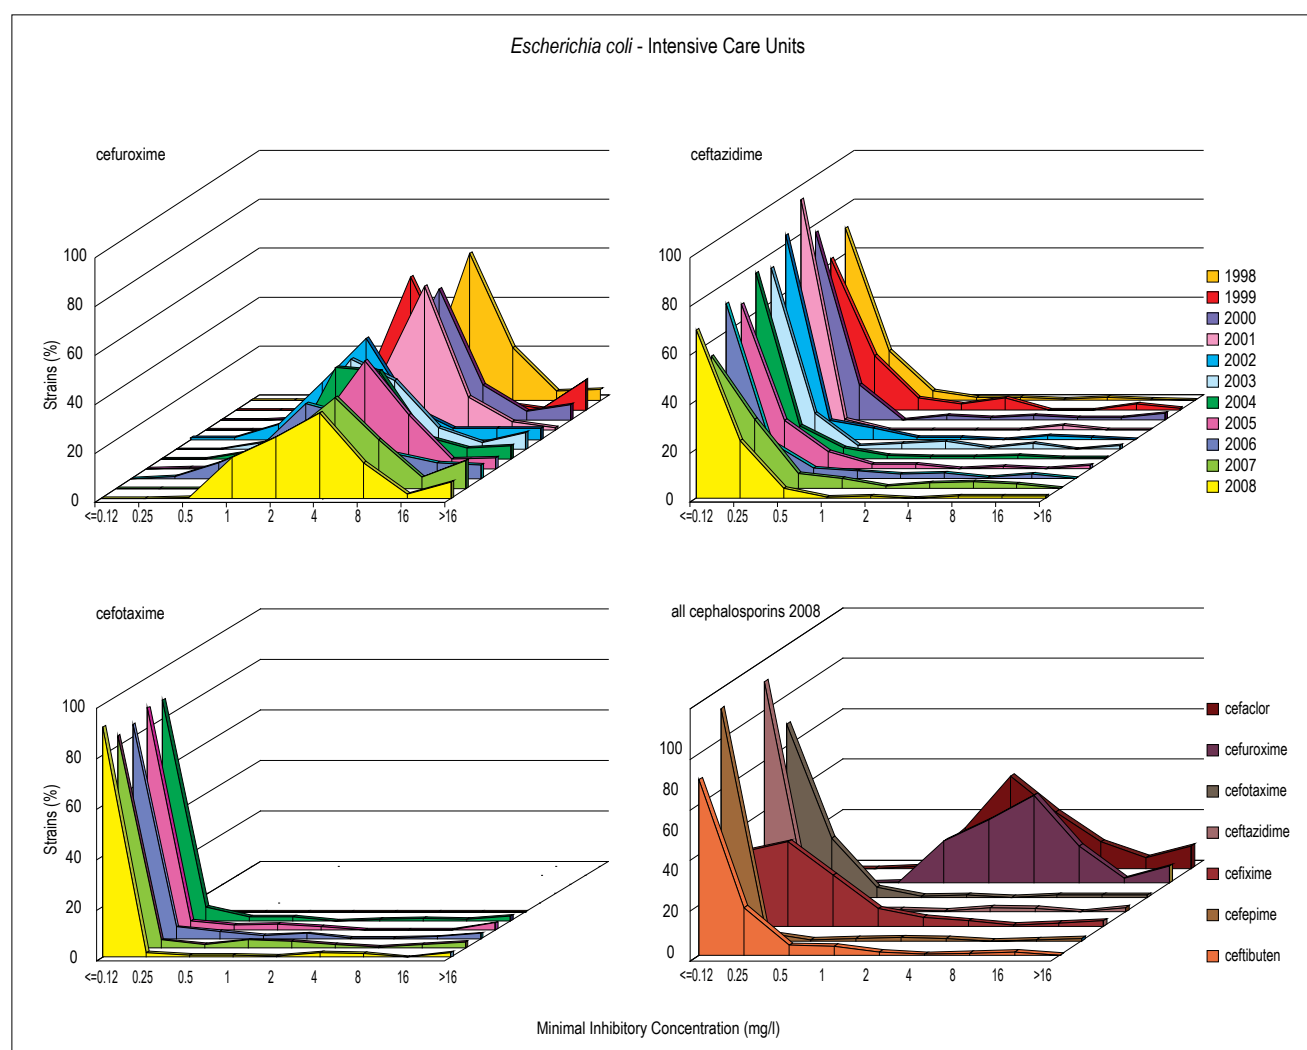 Escherichia coli - Intensive Care Units
cefuroxime
ceftazidime
Strains (%)
100
80
60
40
20
0
<=0.12 0.25 0.5 1 2 4 8 16 >16
100
80
60
40
20
0
<=0.12 0.25 0.5 1 2 4 8 16 >16
1998
1999
2000
2001
2002
2003
2004
2005
2006
2007
2008
cefotaxime
all cephalosporins 2008
Strains (%)
100
80
60
40
20
0
<=0.12 0.25 0.5 1 2 4 8 16 >16
100
80
60
40
20
0
<=0.12 0.25 0.5 1 2 4 8 16 >16
cefaclor
cefuroxime
cefotaxime
ceftazidime
cefixime
cefepime
ceftibuten
Minimal Inhibitory Concentration (mg/l)